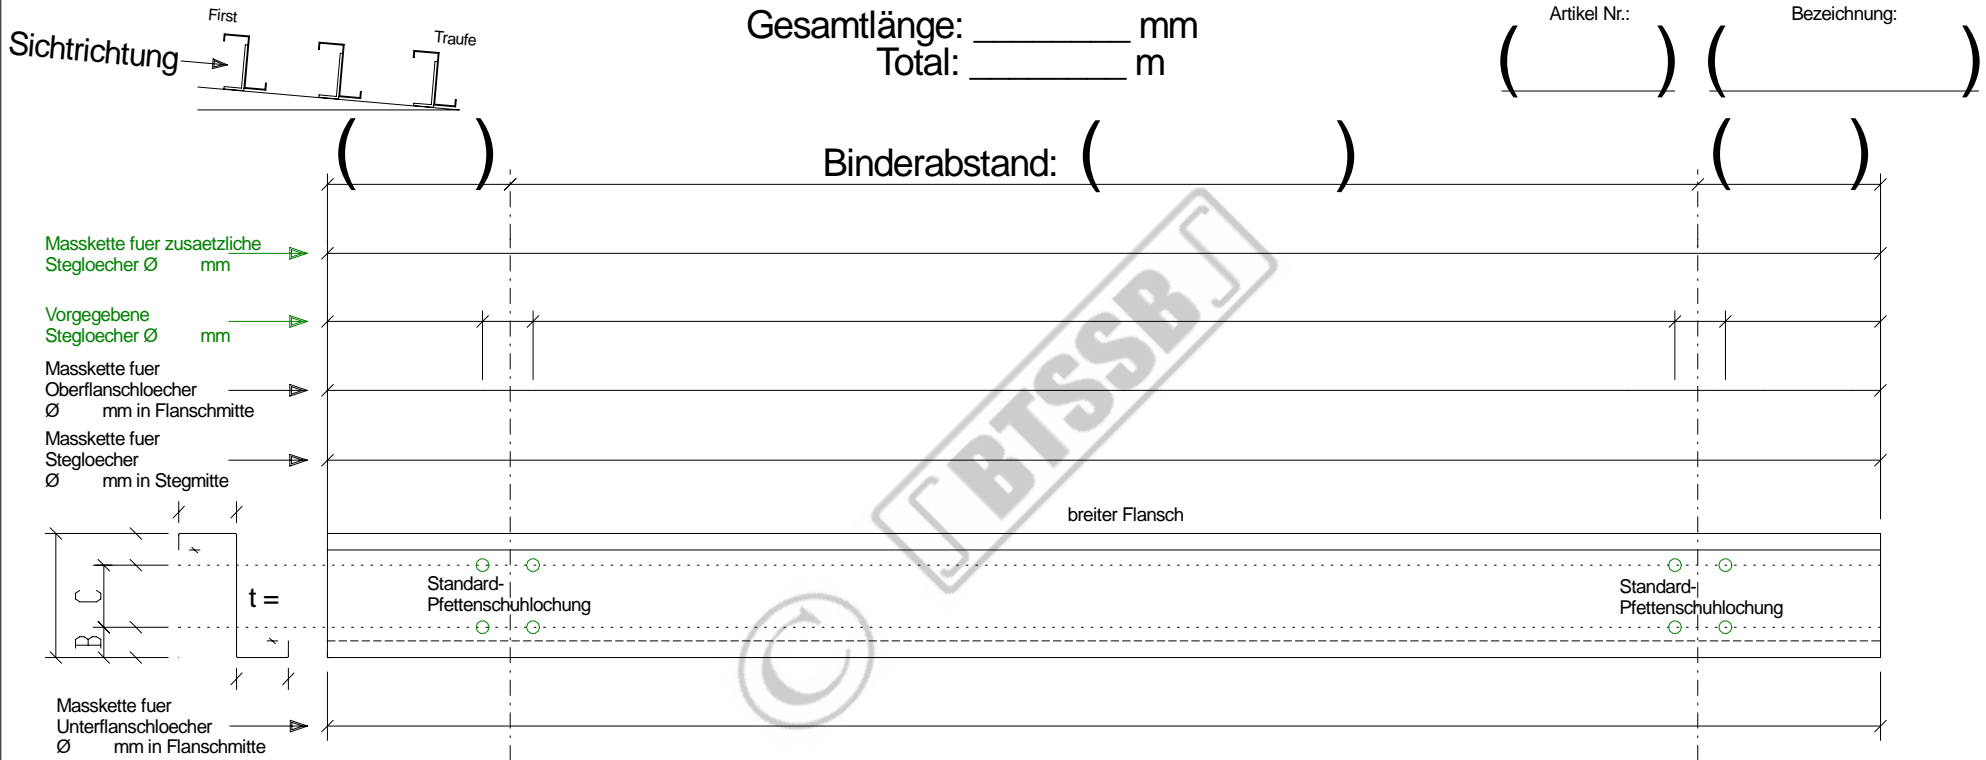 First
Sichtrichtung
Traufe
Gesamtlänge: ________ mm
Total: ________ m
Artikel Nr.:
Bezeichnung:
( )
( )
( )
Binderabstand: ( )
( )
Masskette fuer zusaetzliche
Stegloecher Ø mm
Vorgegebene
Stegloecher Ø mm
Masskette fuer
Oberflanschloecher
Ø mm in Flanschmitte
Masskette fuer
Stegloecher
Ø mm in Stegmitte
breiter Flansch
C
B
t =
Standard-
Pfettenschuhlochung
Standard-
Pfettenschuhlochung
Masskette fuer
Unterflanschloecher
Ø mm in Flanschmitte
© BTSSB